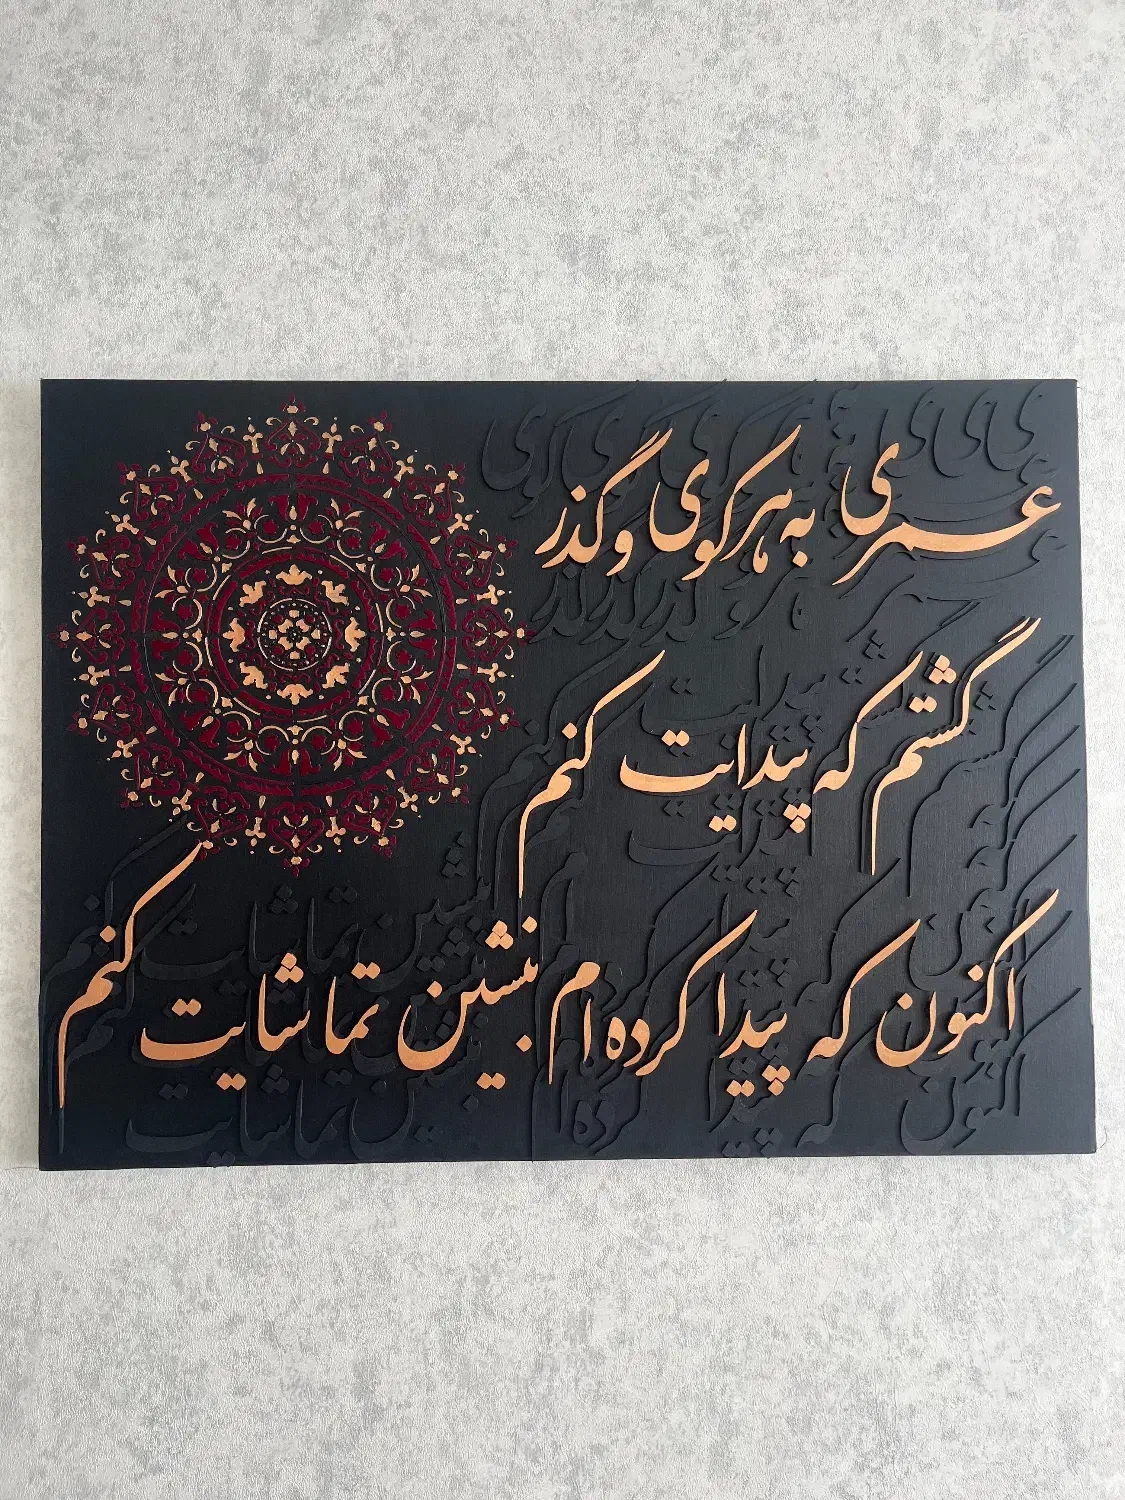 عمری به هر کوی و گذر
گشتم که پیدایت کنم
اکنون که پیدا کرده ام بنشین تماشایت کنم